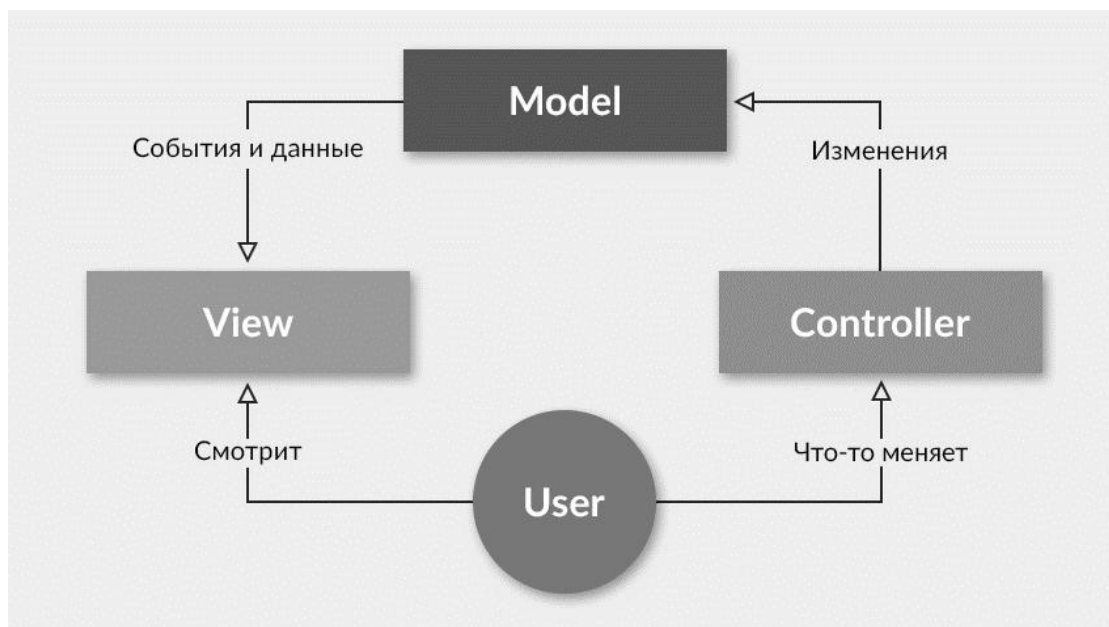 Model
События и данные
Изменения
View
Controller
Смотрит
Что-то меняет
User